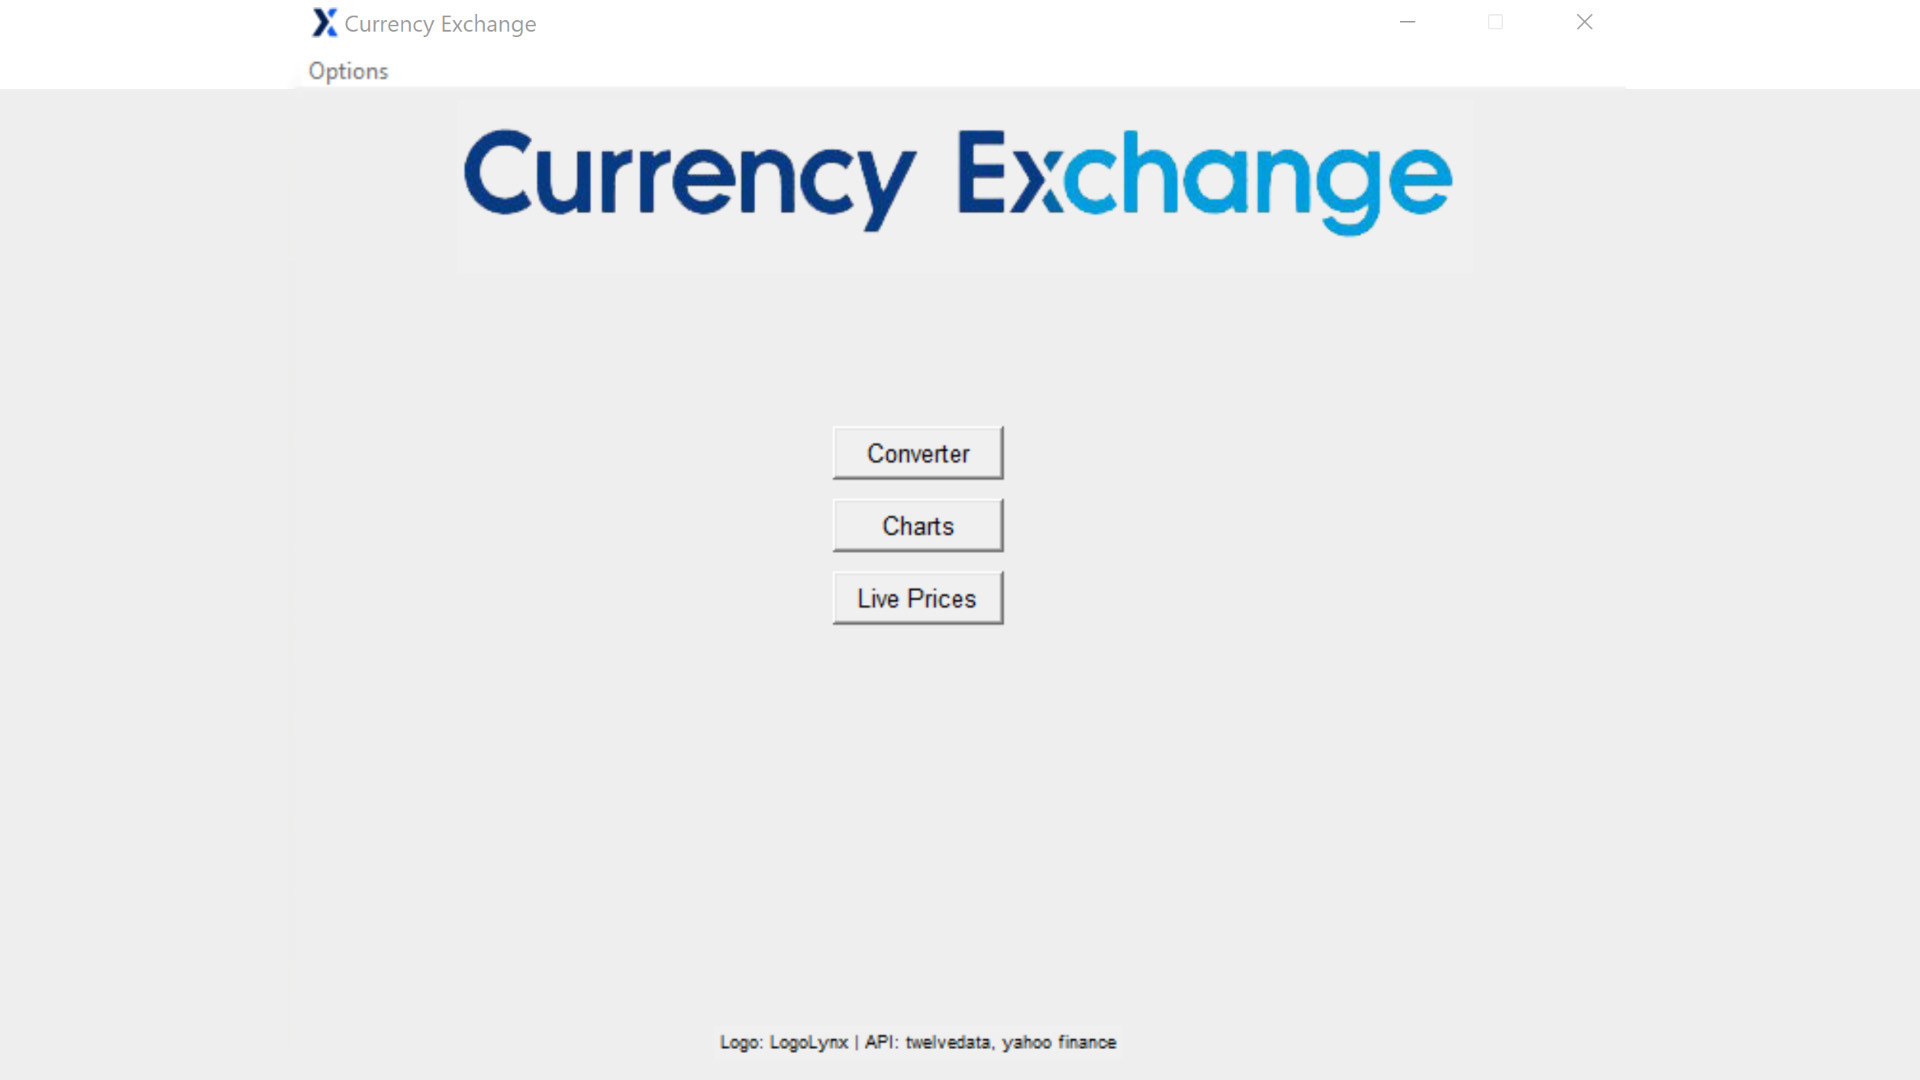 Currency Exchange
Options
Currency Exchange
Converter
Charts
Live Prices
Logo: LogoLynx | API: twelvedata, yahoo finance